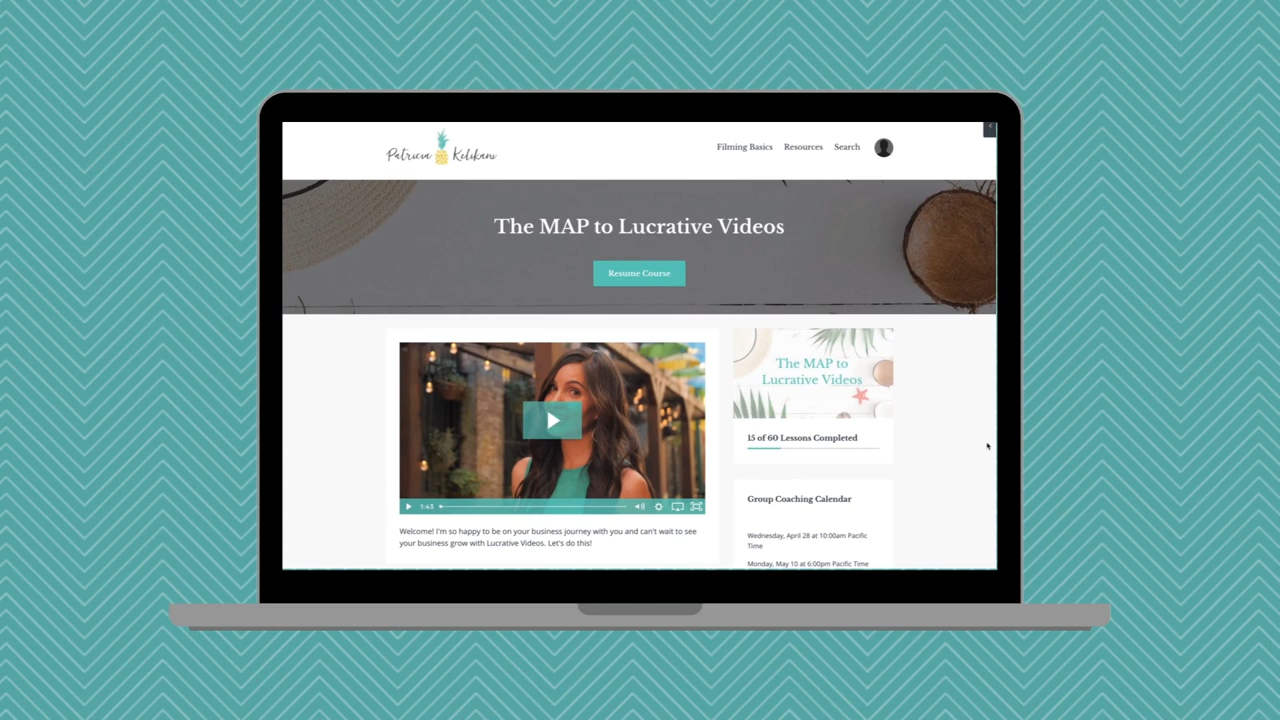 Patricia Kelikani
Filming Basics Resources Search
The MAP to Lucrative Videos
Resume Course
1:43
Welcome! I'm so happy to be on your business journey with you and can't wait to see
your business grow with Lucrative Videos. Let's do this!
The MAP to
Lucrative Videos
15 of 60 Lessons Completed
Group Coaching Calendar
Wednesday, April 28 at 10:00am Pacific
Time
Monday, May 10 at 6:00pm Pacific Time